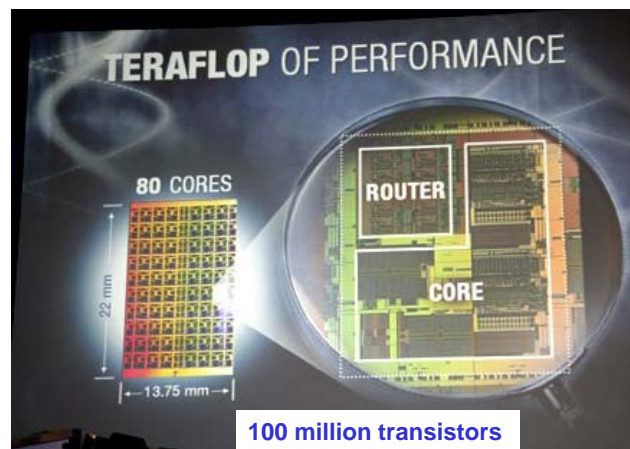 TERAFLOP OF PERFORMANCE
80 CORES
ROUTER
CORE
22 mm
13.75 mm
100 million transistors